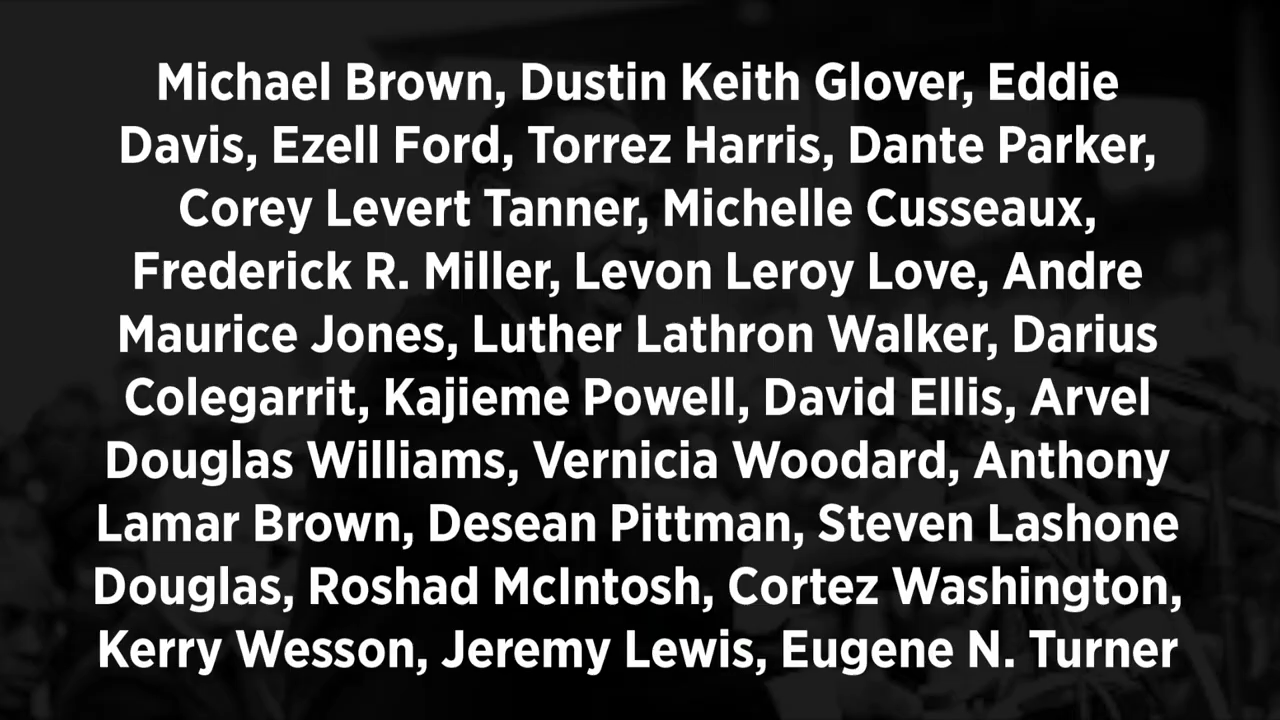 Michael Brown, Dustin Keith Glover, Eddie
Davis, Ezell Ford, Torrez Harris, Dante Parker,
Corey Levert Tanner, Michelle Cusseaux,
Frederick R. Miller, Levon Leroy Love, Andre
Maurice Jones, Luther Lathron Walker, Darius
Colegarrit, Kajieme Powell, David Ellis, Arvel
Douglas Williams, Vernicia Woodard, Anthony
Lamar Brown, Desean Pittman, Steven Lashone
Douglas, Roshad McIntosh, Cortez Washington,
Kerry Wesson, Jeremy Lewis, Eugene N. Turner